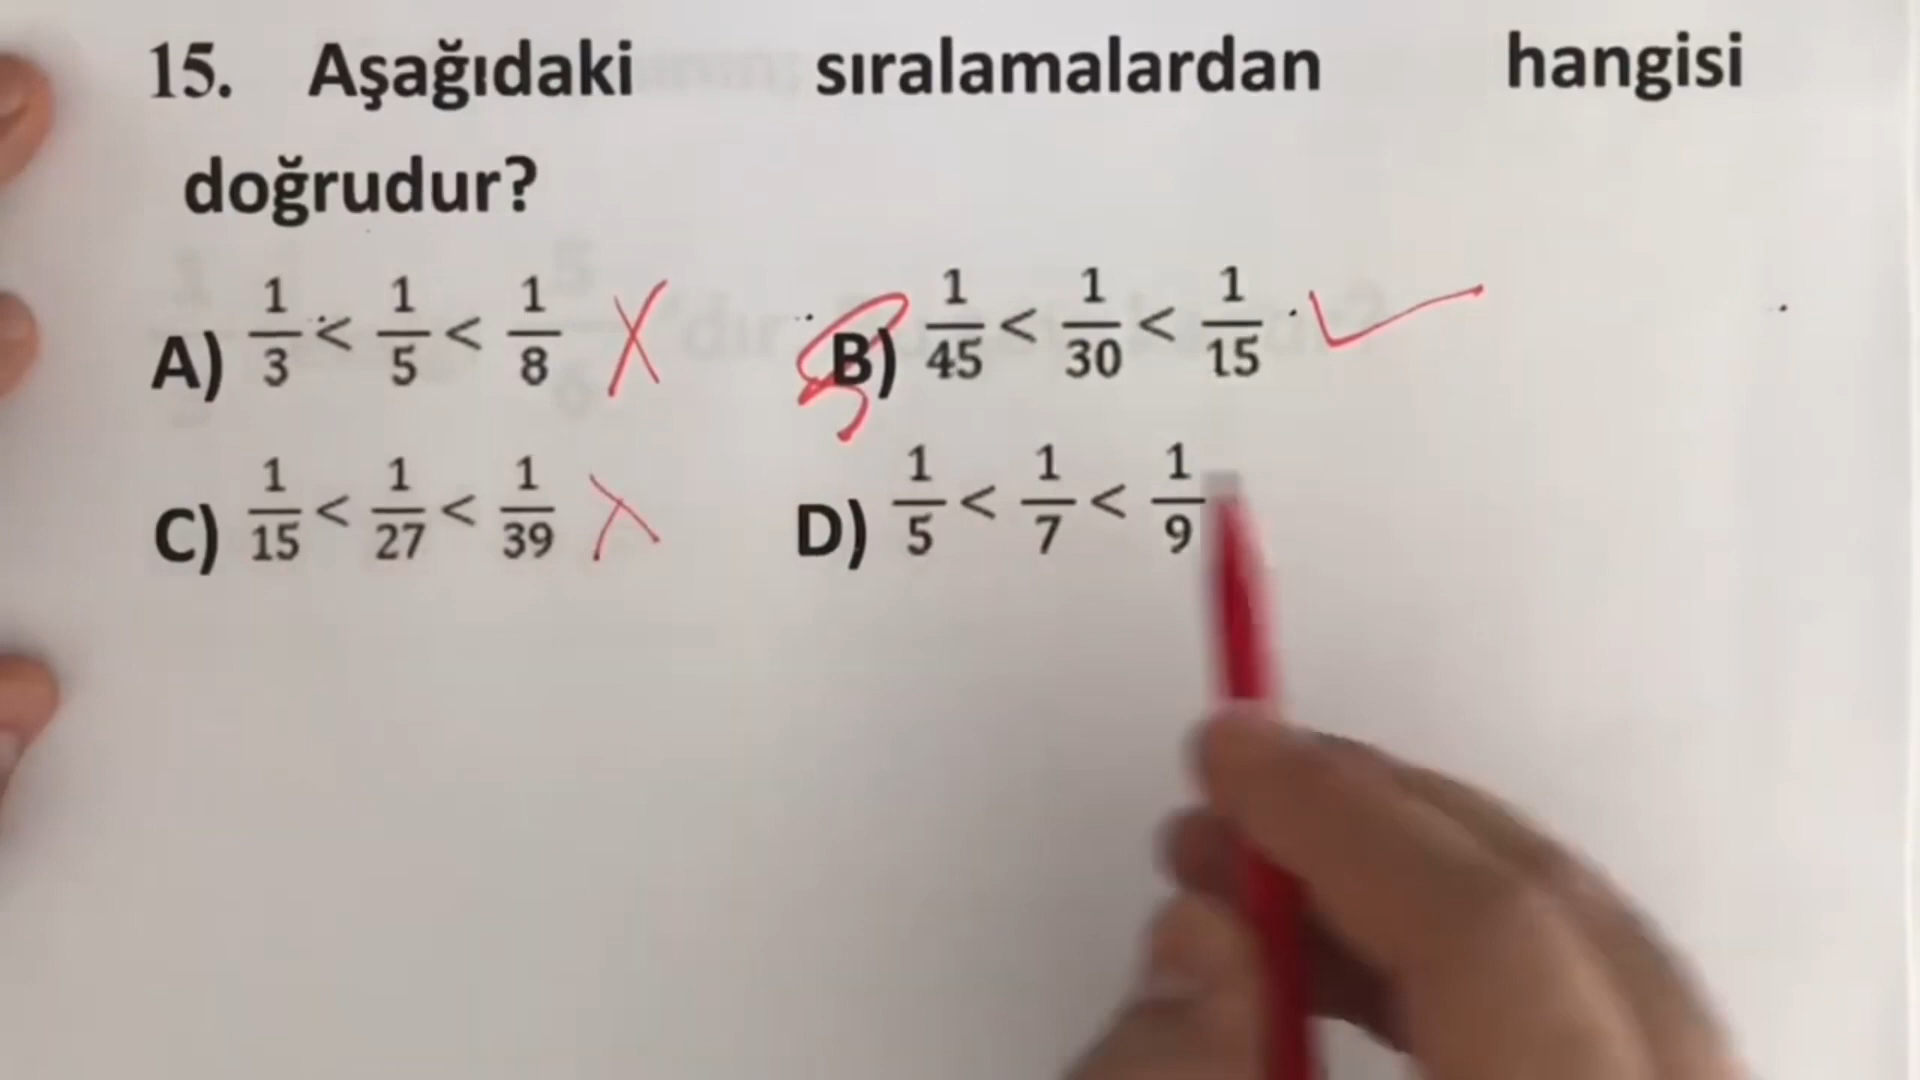 15. Aşağıdaki sıralamalardan hangisi
doğrudur?
A) 1/3 < 1/5 < 1/8 B) 1/45 < 1/30 < 1/15
C) 1/15 < 1/27 < 1/39 D) 1/5 < 1/7 < 1/9